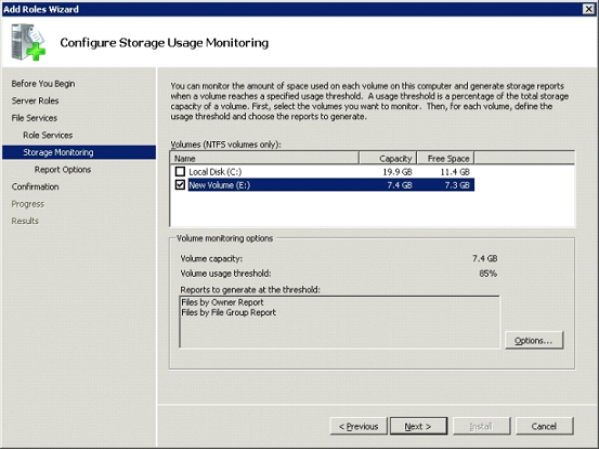 Add Roles Wizard
Configure Storage Usage Monitoring
Before You Begin
Server Roles
File Services
Role Services
Storage Monitoring
Report Options
Confirmation
Progress
Results
You can monitor the amount of space used on each volume on this computer and generate storage reports
when a volume reaches a specified usage threshold. A usage threshold is a percentage of the total storage
capacity of a volume. First, select the volumes you want to monitor. Then, for each volume, define the
usage threshold and choose the reports to generate.
Volumes (NTFS volumes only):
Name Capacity Free Space
Local Disk (C:) 19.9 GB 11.4 GB
New Volume (E:) 7.4 GB 7.3 GB
Volume monitoring options
Volume capacity: 7.4 GB
Volume usage threshold: 85%
Reports to generate at the threshold:
Files by Owner Report
Files by File Group Report
Options...
< Previous Next > Install Cancel